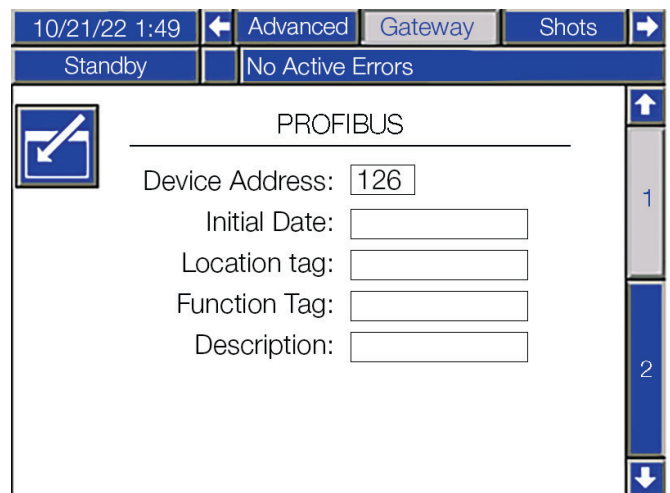 10/21/22 1:49 Advanced Gateway Shots
Standby No Active Errors
PROFIBUS
Device Address: 126
Initial Date:
Location tag:
Function Tag:
Description:
1
2